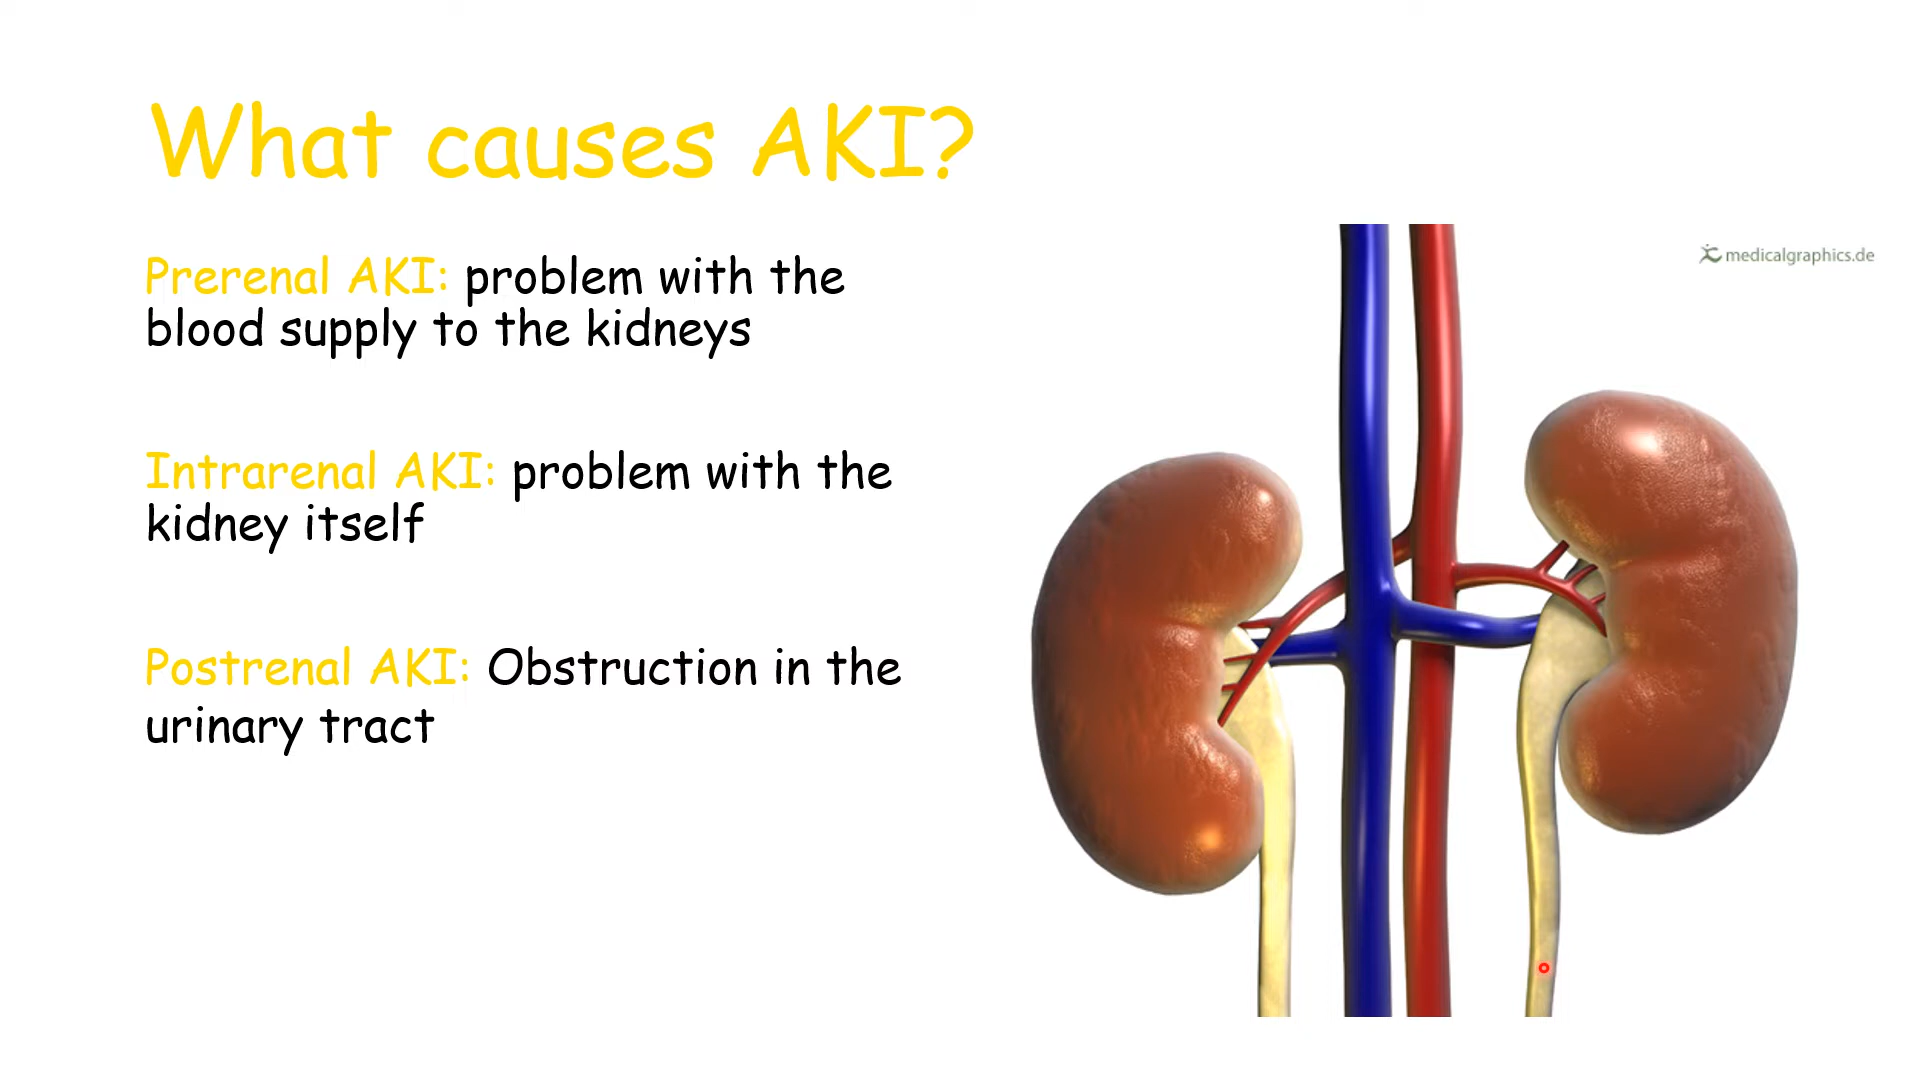 What causes AKI?
medicalgraphics.de
Prerenal AKI: problem with the
blood supply to the kidneys
Intrarenal AKI: problem with the
kidney itself
Postrenal AKI: Obstruction in the
urinary tract